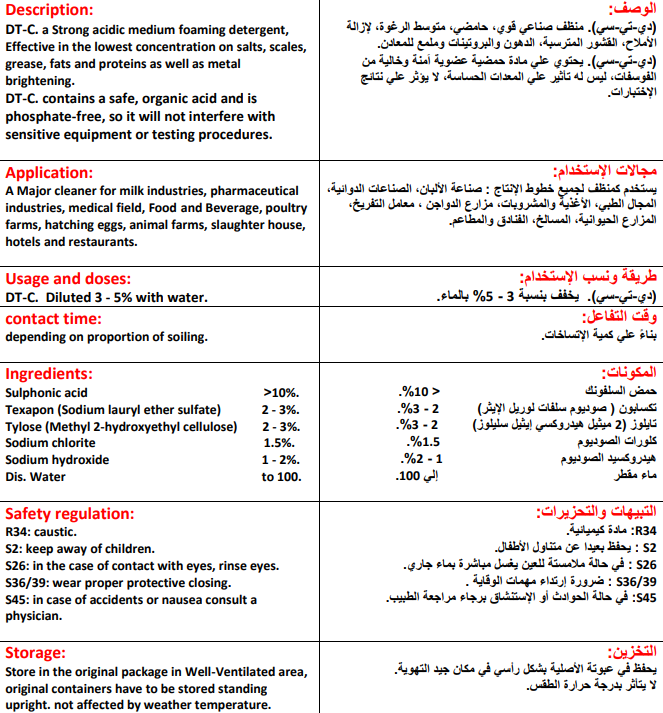 Description:
DT-C. a Strong acidic medium foaming detergent,
Effective in the lowest concentration on salts, scales,
grease, fats and proteins as well as metal
brightening.
DT-C. contains a safe, organic acid and is
phosphate-free, so it will not interfere with
sensitive equipment or testing procedures.
الوصف:
(دي-تي-سي). منظف صناعي قوي، حامضي، متوسط الرغوة، لإزالة
الأملاح، القشور المترسبة، الدهون والبروتينات وملمع للمعادن.
(دي-تي-سي). يحتوي علي مادة حمضية عضوية آمنة وخالية من
الفوسفات، ليس له تأثير علي المعدات الحساسة، لا يؤثر علي نتائج
الإختبارات.
Application:
A Major cleaner for milk industries, pharmaceutical
industries, medical field, Food and Beverage, poultry
farms, hatching eggs, animal farms, slaughter house,
hotels and restaurants.
مجالات الإستخدام:
يستخدم كمنظف لجميع خطوط الإنتاج : صناعة الألبان، الصناعات الدوائية،
المجال الطبي، الأغذية والمشروبات، مزارع الدواجن ، معامل التفريخ،
المزارع الحيوانية، المسالخ، الفنادق والمطاعم.
Usage and doses:
DT-C. Diluted 3 - 5% with water.
طريقة ونسب الإستخدام:
(دي-تي-سي). يخفف بنسبة 3 - 5% بالماء.
contact time:
depending on proportion of soiling.
وقت التفاعل:
بناءً علي كمية الإتساخات.
Ingredients:
Sulphonic acid >10%.
Texapon (Sodium lauryl ether sulfate) 2 - 3%.
Tylose (Methyl 2-hydroxyethyl cellulose) 2 - 3%.
Sodium chlorite 1.5%.
Sodium hydroxide 1 - 2%.
Dis. Water to 100.
المكونات:
حمض السلفونك > 10%.
تكسابون ( صوديوم سلفات لوريل الإيثر) 2 - 3%.
تايلوز (2 ميثيل هيدروكسي إيثيل سليلوز) 2 - 3%.
كلورات الصوديوم 1.5%.
هيدروكسيد الصوديوم 1 - 2%.
ماء مقطر إلي 100.
Safety regulation:
R34: caustic.
S2: keep away of children.
S26: in the case of contact with eyes, rinse eyes.
S36/39: wear proper protective closing.
S45: in case of accidents or nausea consult a
physician.
التبيهات والتحزيرات:
R34: مادة كيميائية.
S2 : يحفظ بعيدا عن متناول الأطفال.
S26 : في حالة ملامستة للعين يغسل مباشرة بماء جاري.
S36/39 : ضرورة إرتداء مهمات الوقاية .
S45: في حالة الحوادث أو الإستنشاق برجاء مراجعة الطبيب.
Storage:
Store in the original package in Well-Ventilated area,
original containers have to be stored standing
upright. not affected by weather temperature.
التخزين:
يحفظ في عبوتة الأصلية بشكل رأسي في مكان جيد التهوية.
لا يتأثر بدرجة حرارة الطقس.